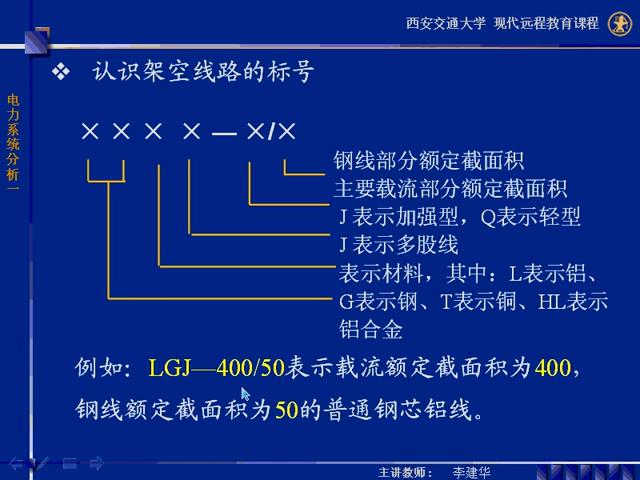 西安交通大学 现代远程教育课程
电力系统分析一
❖ 认识架空线路的标号
× × × × — ×/×
钢线部分额定截面积
主要载流部分额定截面积
J 表示加强型，Q表示轻型
J 表示多股线
表示材料，其中：L表示铝、
G表示钢、T表示铜、HL表示
铝合金
例如：LGJ—400/50表示载流额定截面积为400，
钢线额定截面积为50的普通钢芯铝线。
主讲教师： 李建华